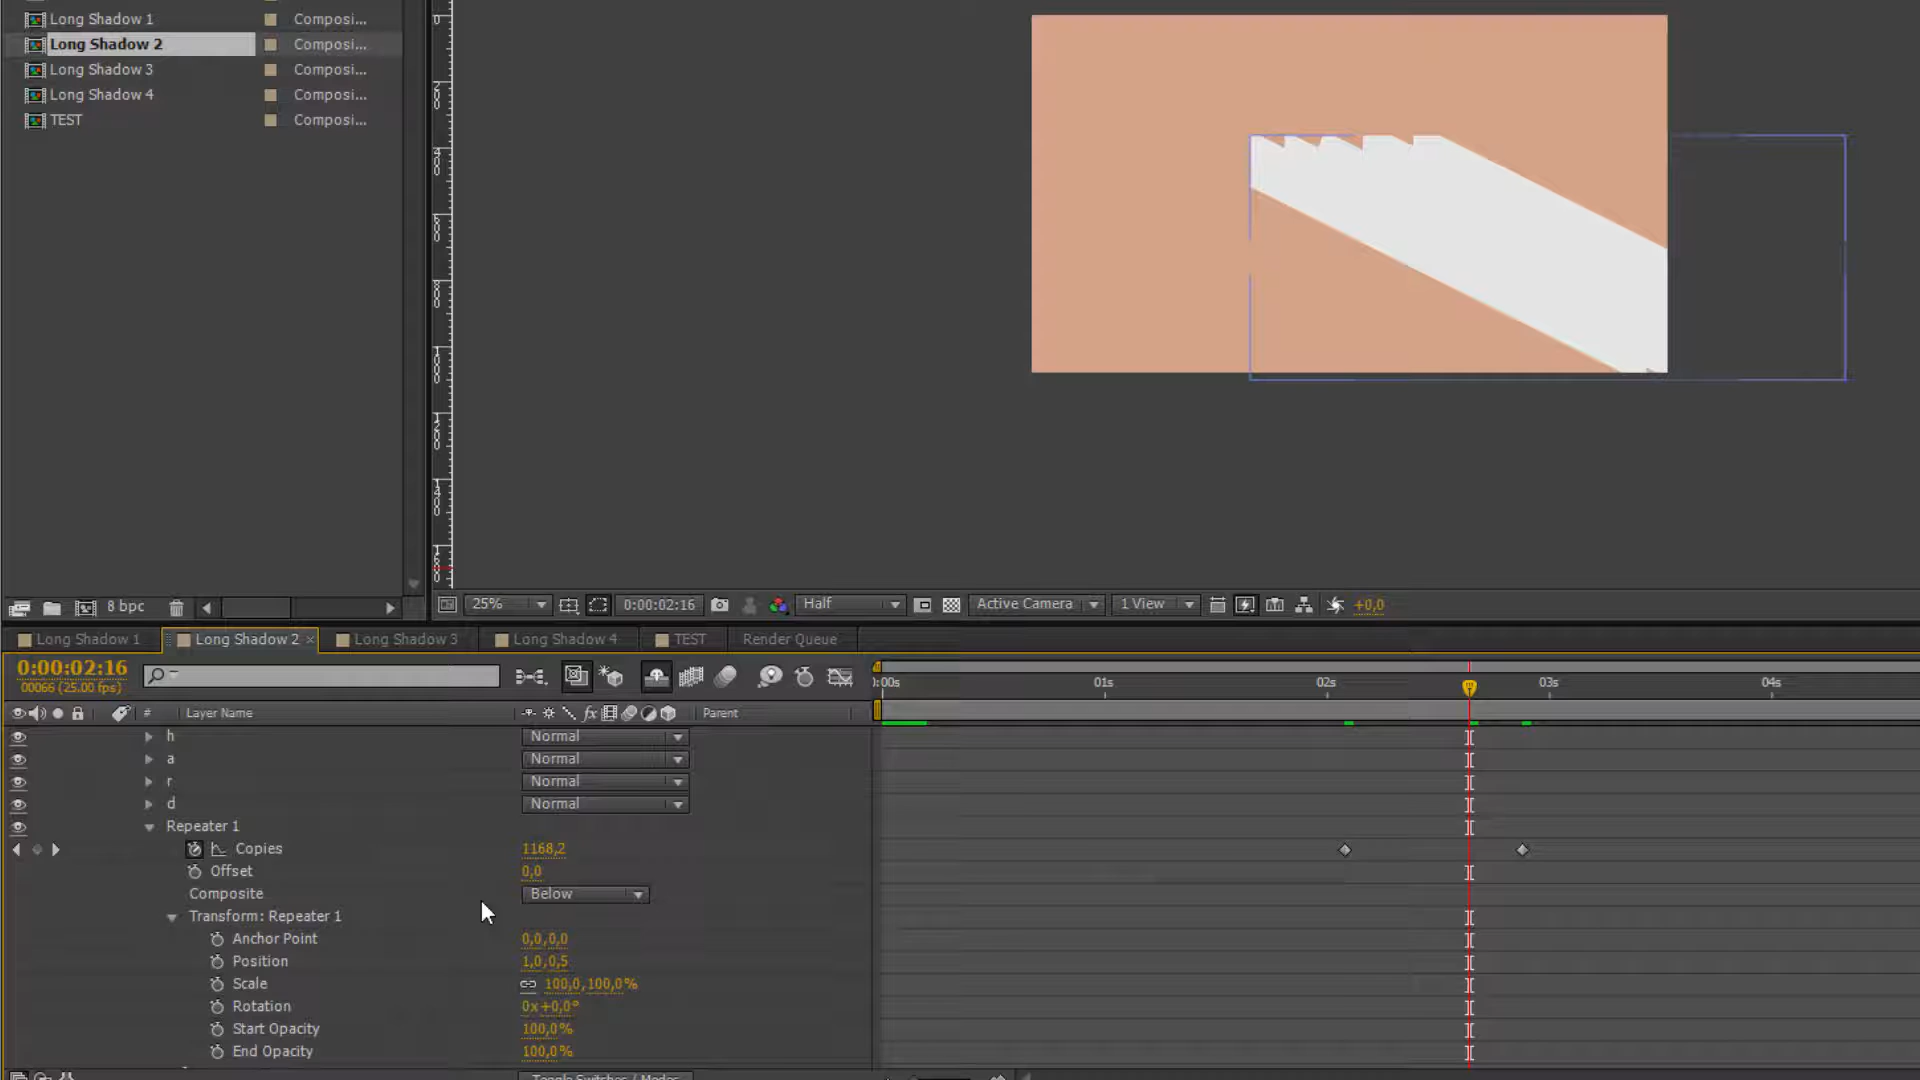 Long Shadow 1 Composi...
Long Shadow 2 Composi...
Long Shadow 3 Composi...
Long Shadow 4 Composi...
TEST Composi...
8 bpc
25% 0:00:02:16 Half Active Camera 1 View +0,0
Long Shadow 1 Long Shadow 2 × Long Shadow 3 Long Shadow 4 TEST Render Queue
0:00:02:16
00066 (25.00 fps)
):00s 01s 02s 03s 04s
# Layer Name fx Parent
h Normal
a Normal
r Normal
d Normal
Repeater 1
Copies 1168,2
Offset 0,0
Composite Below
Transform: Repeater 1
Anchor Point 0,0,0,0
Position 1,0,0,5
Scale 100,0,100,0%
Rotation 0x+0,0°
Start Opacity 100,0%
End Opacity 100,0%
Toggle Switches / Modes